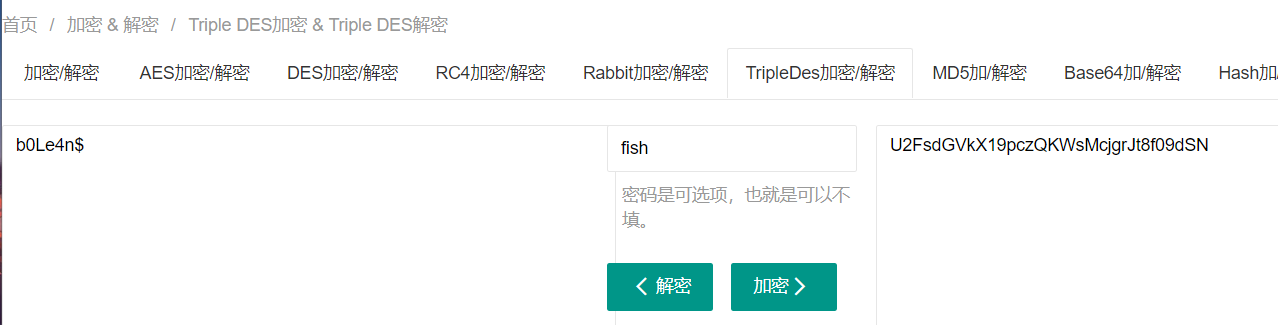 首页 / 加密 & 解密 / Triple DES加密 & Triple DES解密
加密/解密 AES加密/解密 DES加密/解密 RC4加密/解密 Rabbit加密/解密 TripleDes加密/解密 MD5加/解密 Base64加/解密 Hash加/
b0Le4n$ fish U2FsdGVkX19pczQKWsMcjgrJt8f09dSN
密码是可选项，也就是可以不
填。
解密 加密